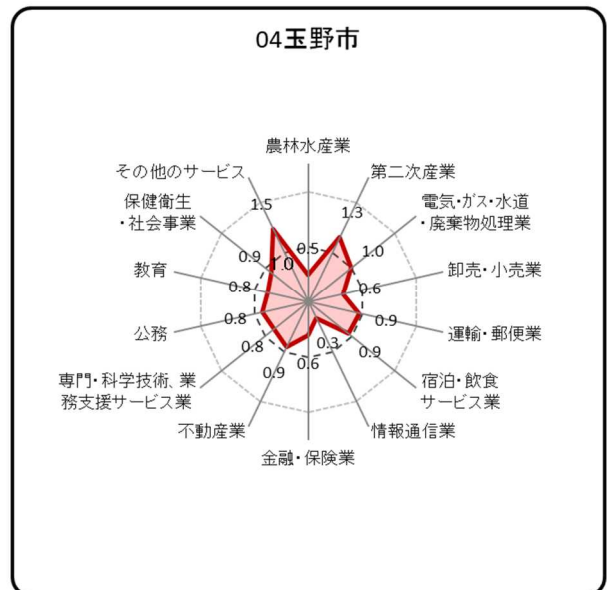 04玉野市
農林水産業
その他のサービス
第二次産業
保健衛生
・社会事業
電気・ガス・水道
・廃棄物処理業
1.5
1.3
0.5
1.0
0.9
1.0
教育
0.8
0.6
卸売・小売業
公務
0.8
0.9
運輸・郵便業
0.8
0.3
0.9
0.9
0.6
専門・科学技術、業
務支援サービス業
宿泊・飲食
サービス業
不動産業
情報通信業
金融・保険業